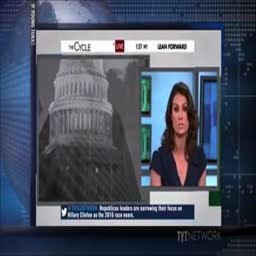 THE CYCLE
LIVE
1:57 MT
LEAN FORWARD
Republican leaders are narrowing their focus on
Hillary Clinton as the 2016 race nears.
TYT NETWORK